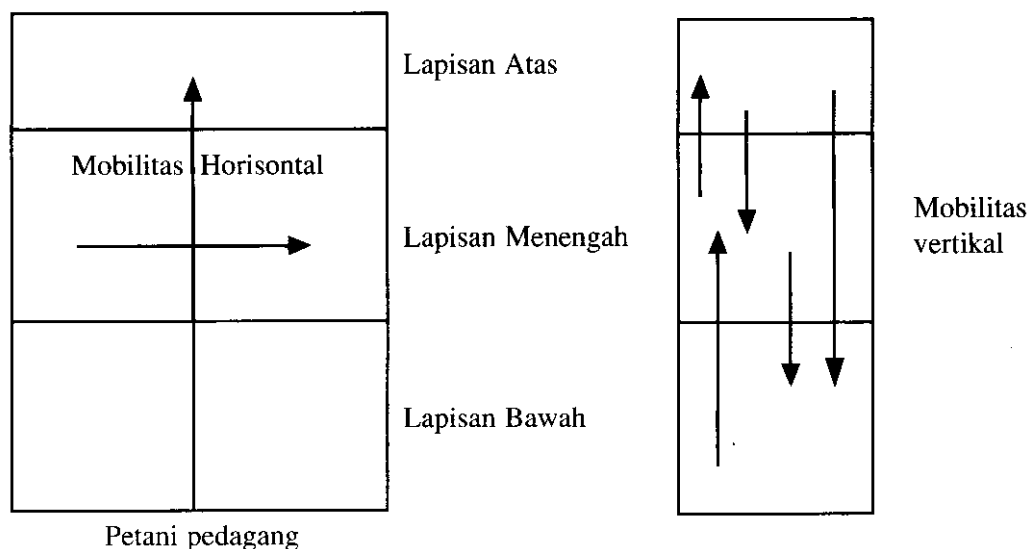 Lapisan Atas
Mobilitas Horisontal
Lapisan Menengah
Lapisan Bawah
Petani pedagang
Mobilitas
vertikal